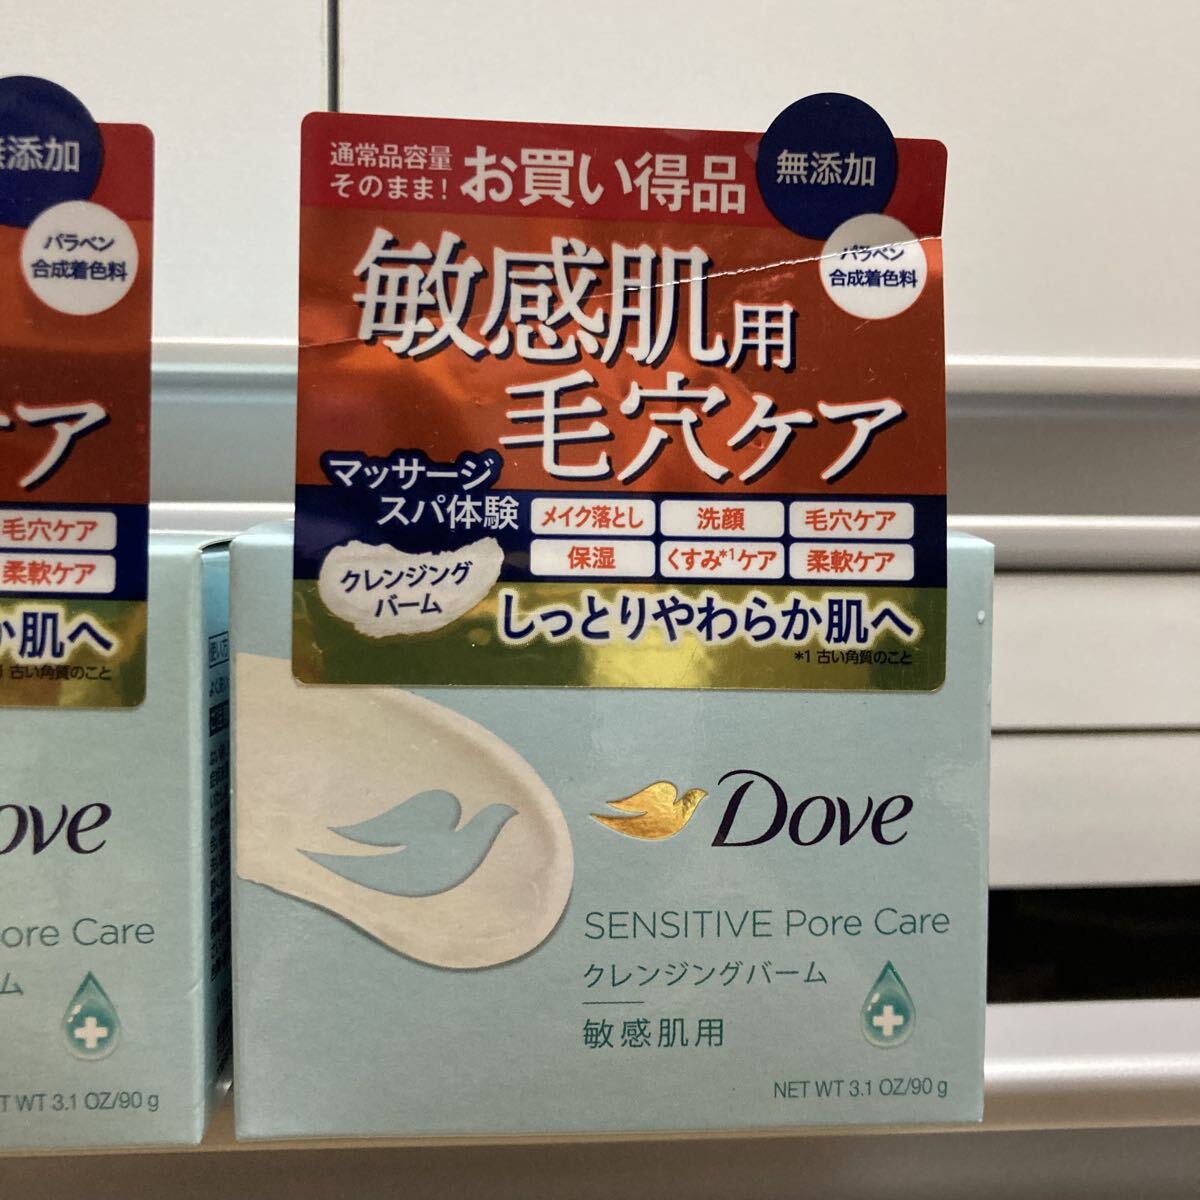 無添加
パラベン
合成着色料
ケア
毛穴ケア
柔軟ケア
か肌へ
古い角質のこと
ove
ore Care
ム
T WT 3.1 OZ/90 g
通常品容量
そのまま!
お買い得品
無添加
パラベン
合成着色料
敏感肌用
毛穴ケア
マッサージ
スパ体験
メイク落とし
洗顔
毛穴ケア
保湿
くすみ*1ケア
柔軟ケア
クレンジング
バーム
しっとりやわらか肌へ
*1 古い角質のこと
Dove
SENSITIVE Pore Care
クレンジングバーム
敏感肌用
NET WT 3.1 OZ/90 g